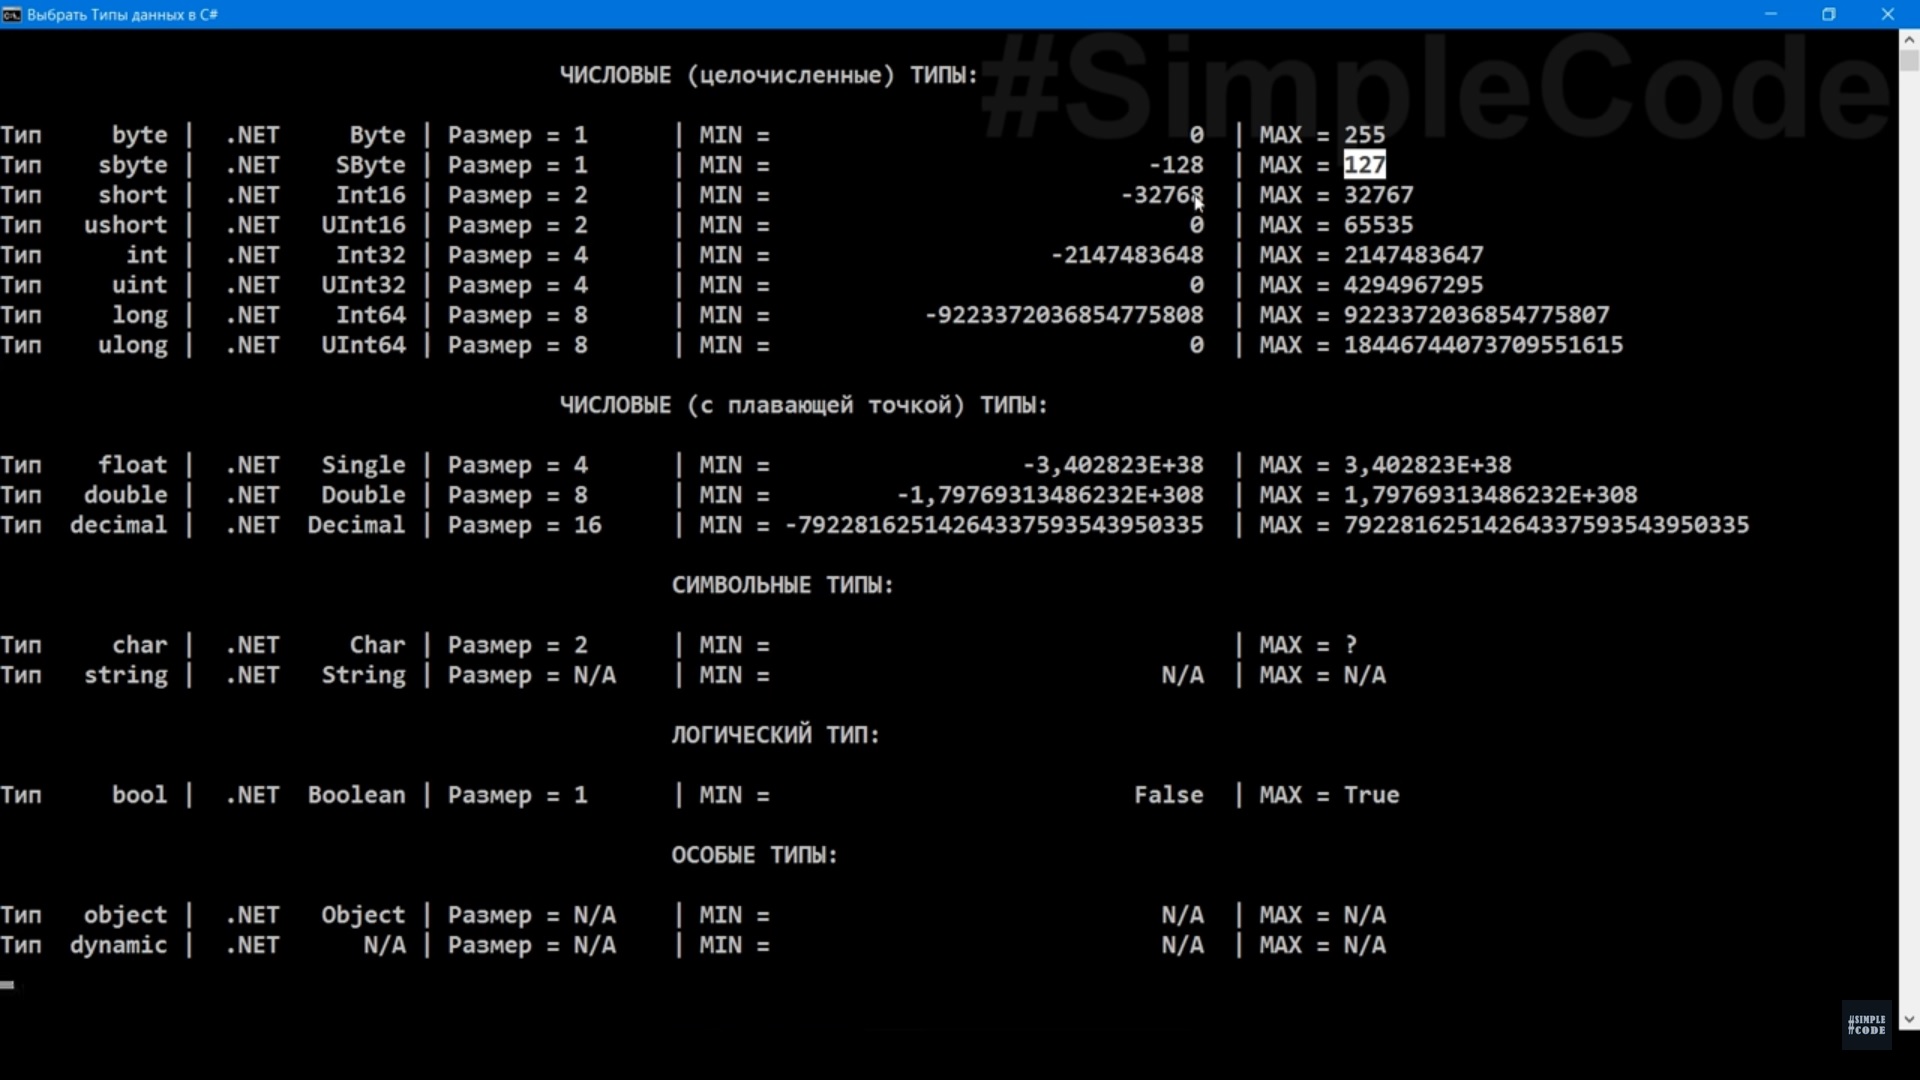 Выбрать Типы данных в C#
#SimpleCode
ЧИСЛОВЫЕ (целочисленные) ТИПЫ:
Тип byte | .NET Byte | Размер = 1 | MIN = 0 | MAX = 255
Тип sbyte | .NET SByte | Размер = 1 | MIN = -128 | MAX = 127
Тип short | .NET Int16 | Размер = 2 | MIN = -32768 | MAX = 32767
Тип ushort | .NET UInt16 | Размер = 2 | MIN = 0 | MAX = 65535
Тип int | .NET Int32 | Размер = 4 | MIN = -2147483648 | MAX = 2147483647
Тип uint | .NET UInt32 | Размер = 4 | MIN = 0 | MAX = 4294967295
Тип long | .NET Int64 | Размер = 8 | MIN = -9223372036854775808 | MAX = 9223372036854775807
Тип ulong | .NET UInt64 | Размер = 8 | MIN = 0 | MAX = 18446744073709551615
ЧИСЛОВЫЕ (с плавающей точкой) ТИПЫ:
Тип float | .NET Single | Размер = 4 | MIN = -3,402823E+38 | MAX = 3,402823E+38
Тип double | .NET Double | Размер = 8 | MIN = -1,79769313486232E+308 | MAX = 1,79769313486232E+308
Тип decimal | .NET Decimal | Размер = 16 | MIN = -79228162514264337593543950335 | MAX = 79228162514264337593543950335
СИМВОЛЬНЫЕ ТИПЫ:
Тип char | .NET Char | Размер = 2 | MIN = | MAX = ?
Тип string | .NET String | Размер = N/A | MIN = N/A | MAX = N/A
ЛОГИЧЕСКИЙ ТИП:
Тип bool | .NET Boolean | Размер = 1 | MIN = False | MAX = True
ОСОБЫЕ ТИПЫ:
Тип object | .NET Object | Размер = N/A | MIN = N/A | MAX = N/A
Тип dynamic | .NET N/A | Размер = N/A | MIN = N/A | MAX = N/A
#SIMPLE
#CODE